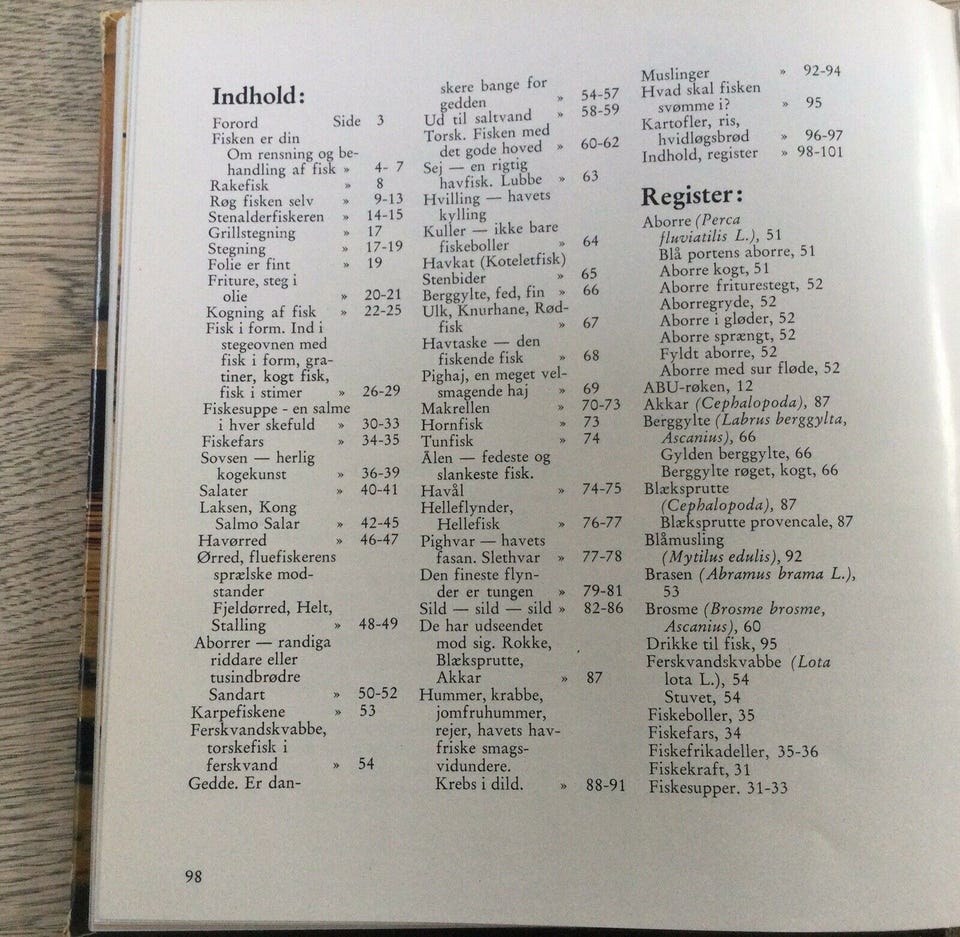 Indhold:
Forord Side 3
Fisken er din
Om rensning og be-
handling af fisk » 4- 7
Rakefisk » 8
Røg fisken selv » 9-13
Stenalderfiskeren » 14-15
Grillstegning » 17
Stegning » 17-19
Folie er fint » 19
Friture, steg i
olie » 20-21
Kogning af fisk » 22-25
Fisk i form. Ind i
stegeovnen med
fisk i form, gra-
tiner, kogt fisk,
fisk i stimer » 26-29
Fiskesuppe - en salme
i hver skefuld » 30-33
Fiskefars » 34-35
Sovsen — herlig
kogekunst » 36-39
Salater » 40-41
Laksen, Kong
Salmo Salar » 42-45
Havørred » 46-47
Ørred, fluefiskerens
sprælske mod-
stander
Fjeldørred, Helt,
Stalling » 48-49
Aborrer — randiga
riddare eller
tusindbrødre
Sandart » 50-52
Karpefiskene » 53
Ferskvandskvabbe,
torskefisk i
ferskvand » 54
Gedde. Er dan-
skere bange for
gedden » 54-57
Ud til saltvand » 58-59
Torsk. Fisken med
det gode hoved » 60-62
Sej — en rigtig
havfisk. Lubbe » 63
Hvilling — havets
kylling
Kuller — ikke bare
fiskeboller » 64
Havkat (Koteletfisk)
Stenbider » 65
Berggylte, fed, fin » 66
Ulk, Knurhane, Rød-
fisk » 67
Havtaske — den
fiskende fisk » 68
Pighaj, en meget vel-
smagende haj » 69
Makrellen » 70-73
Hornfisk » 73
Tunfisk » 74
Ålen — fedeste og
slankeste fisk.
Havål » 74-75
Helleflynder,
Hellefisk » 76-77
Pighvar — havets
fasan. Slethvar » 77-78
Den fineste flyn-
der er tungen » 79-81
Sild — sild — sild » 82-86
De har udseendet
mod sig. Rokke,
Blæksprutte,
Akkar » 87
Hummer, krabbe,
jomfruhummer,
rejer, havets hav-
friske smags-
vidundere.
Krebs i dild. » 88-91
Muslinger » 92-94
Hvad skal fisken
svømme i? » 95
Kartofler, ris,
hvidløgsbrød » 96-97
Indhold, register » 98-101
Register:
Aborre (Perca
fluviatilis L.), 51
Blå portens aborre, 51
Aborre kogt, 51
Aborre friturestegt, 52
Aborregryde, 52
Aborre i gløder, 52
Aborre sprængt, 52
Fyldt aborre, 52
Aborre med sur fløde, 52
ABU-røken, 12
Akkar (Cephalopoda), 87
Berggylte (Labrus berggylta,
Ascanius), 66
Gylden berggylte, 66
Berggylte røget, kogt, 66
Blæksprutte
(Cephalopoda), 87
Blæksprutte provencale, 87
Blåmusling
(Mytilus edulis), 92
Brasen (Abramus brama L.),
53
Brosme (Brosme brosme,
Ascanius), 60
Drikke til fisk, 95
Ferskvandskvabbe (Lota
lota L.), 54
Stuvet, 54
Fiskeboller, 35
Fiskefars, 34
Fiskefrikadeller, 35-36
Fiskekraft, 31
Fiskesupper. 31-33
98